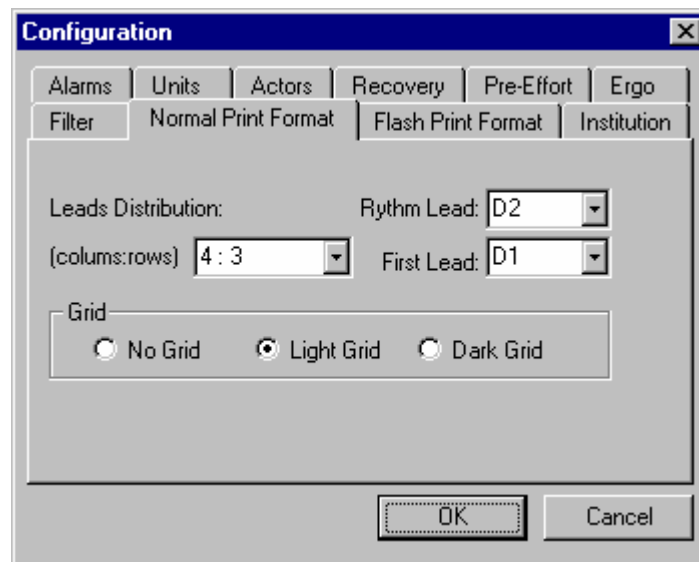 Configuration
Alarms Units Actors Recovery Pre-Effort Ergo
Filter Normal Print Format Flash Print Format Institution
Leads Distribution: Rythm Lead: D2
(colums:rows) 4 : 3 First Lead: D1
Grid
No Grid Light Grid Dark Grid
OK Cancel